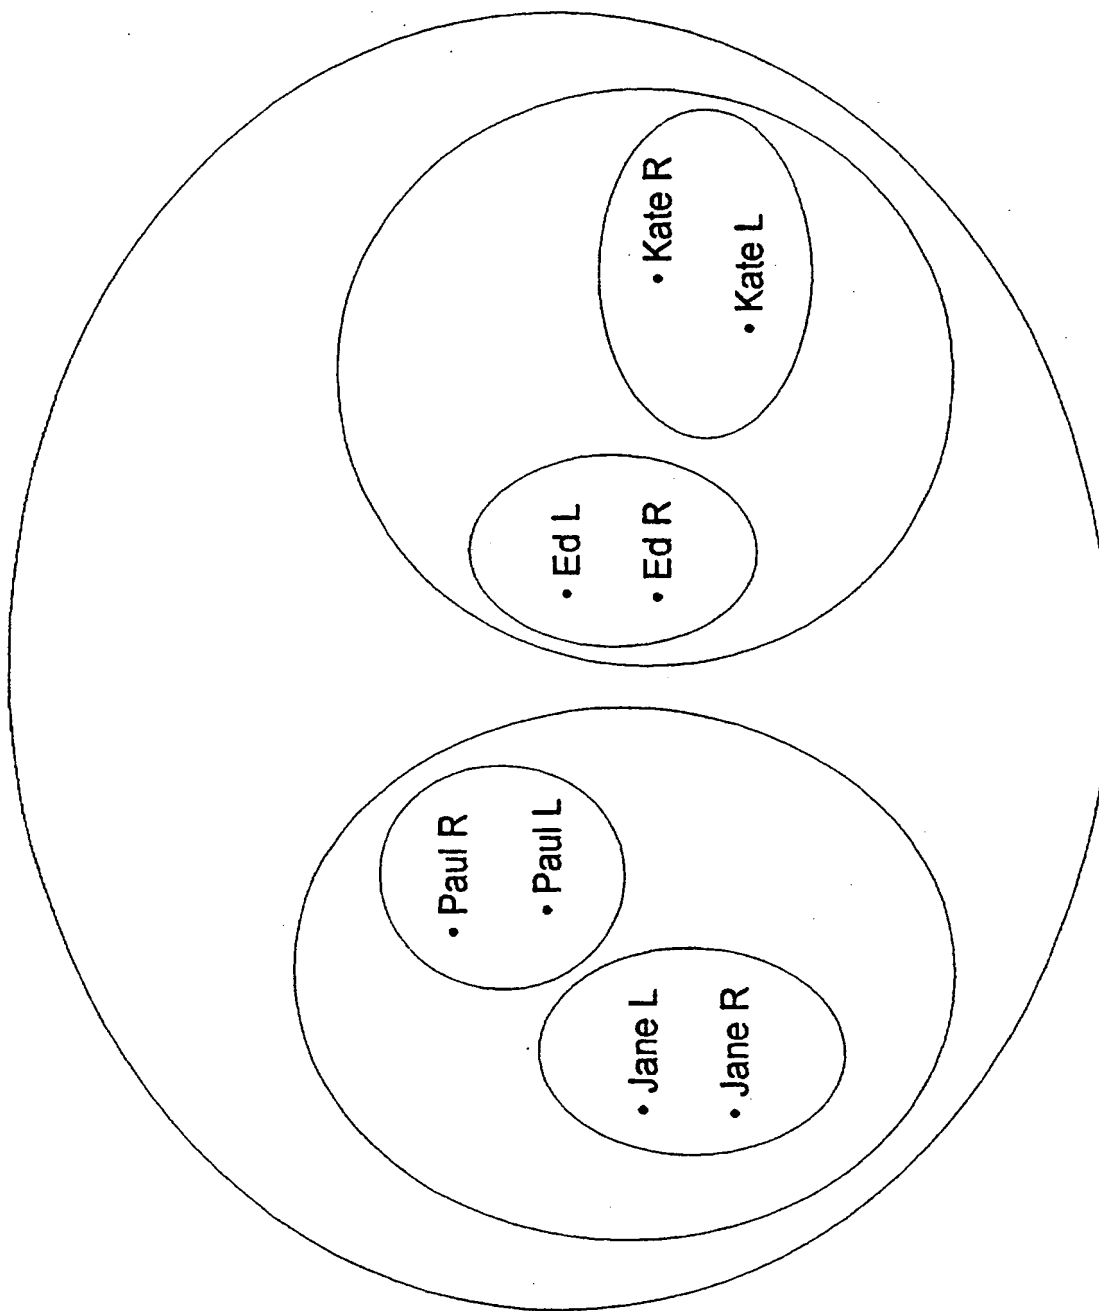 • Paul R
• Paul L
• Jane L
• Jane R
• Ed L
• Ed R
• Kate R
• Kate L